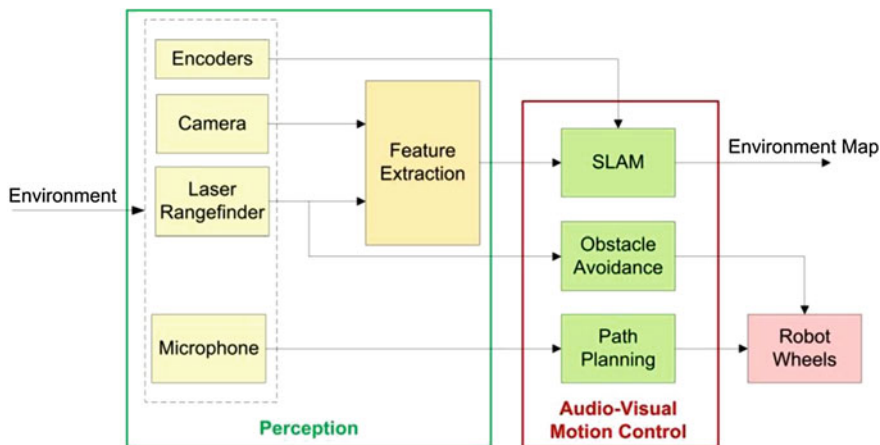 Environment
Encoders
Camera
Laser
Rangefinder
Microphone
Feature
Extraction
Perception
SLAM
Obstacle
Avoidance
Path
Planning
Audio-Visual
Motion Control
Environment Map
Robot
Wheels